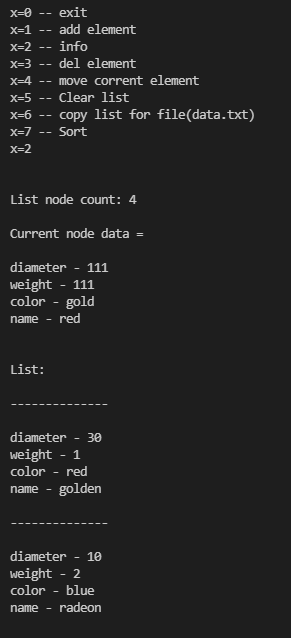 x=0 -- exit
x=1 -- add element
x=2 -- info
x=3 -- del element
x=4 -- move corrent element
x=5 -- Clear list
x=6 -- copy list for file(data.txt)
x=7 -- Sort
x=2
List node count: 4
Current node data =
diameter - 111
weight - 111
color - gold
name - red
List:
--------------
diameter - 30
weight - 1
color - red
name - golden
--------------
diameter - 10
weight - 2
color - blue
name - radeon